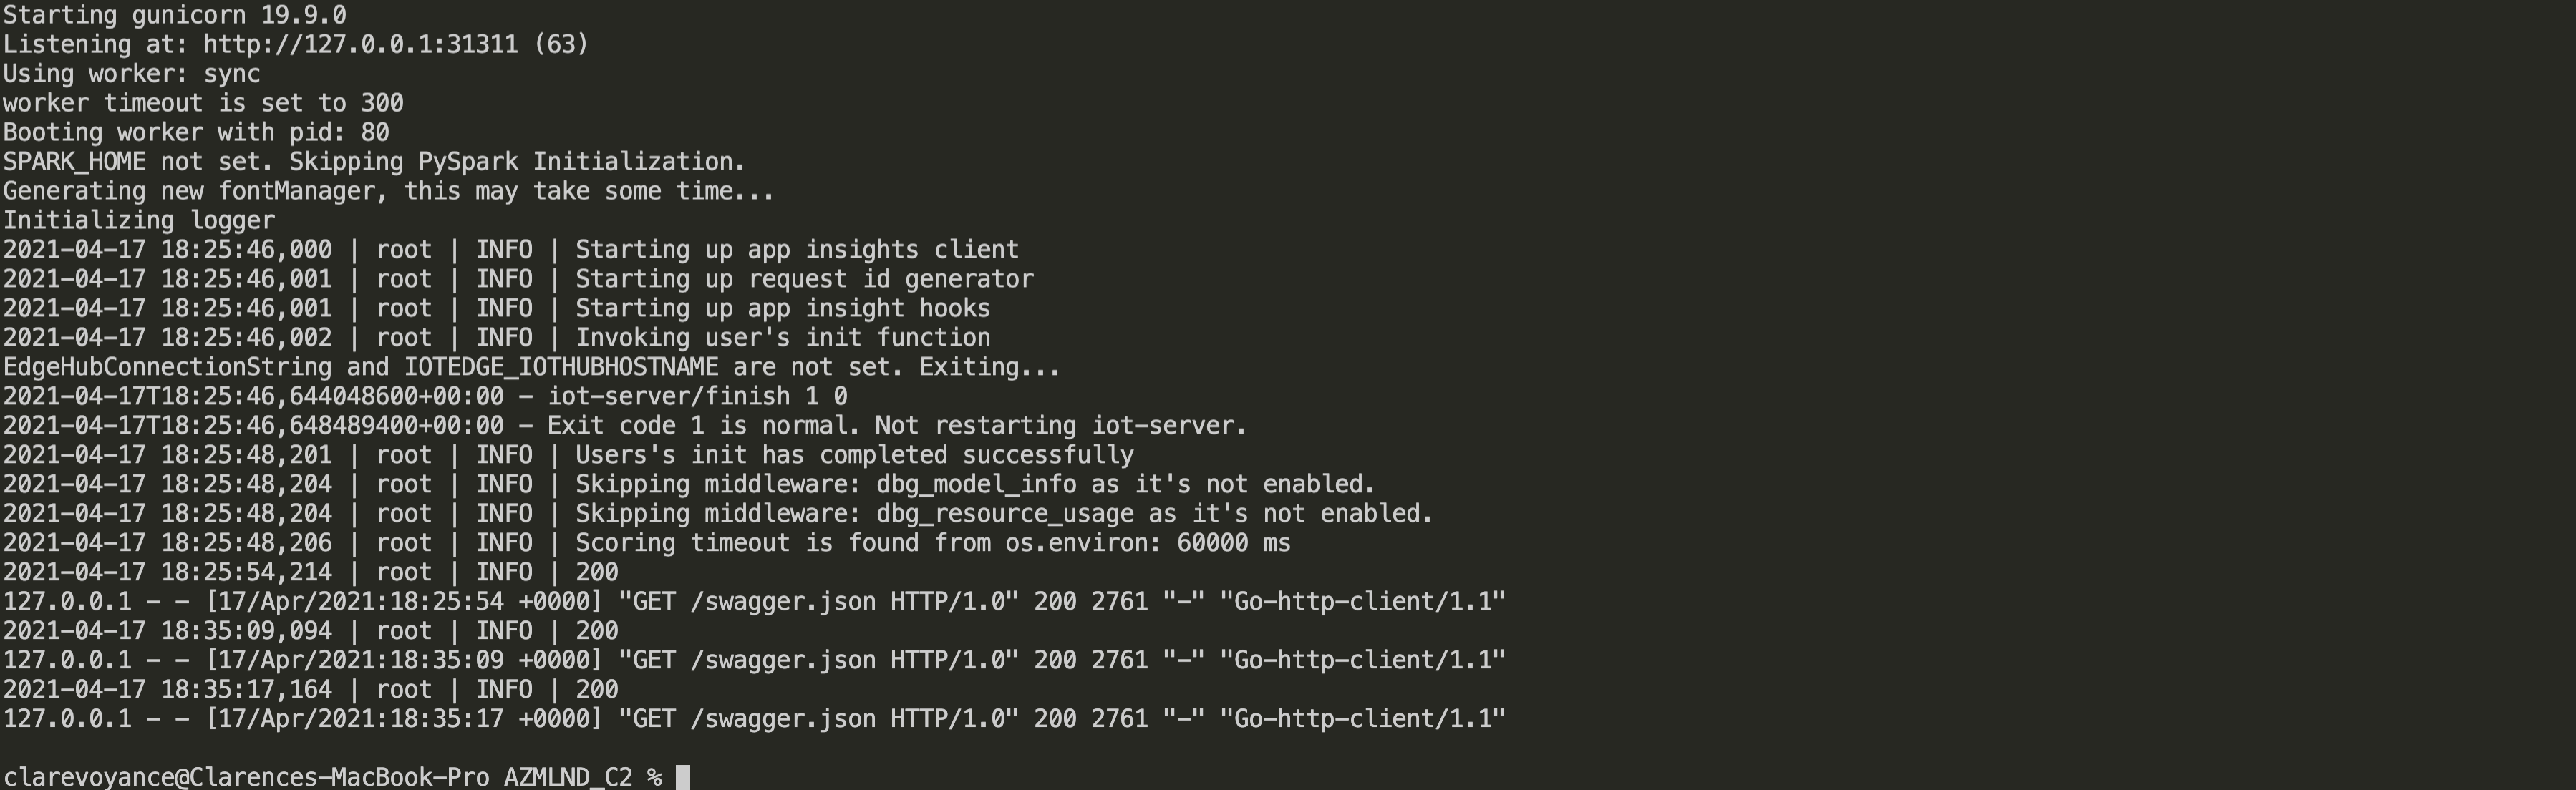 Starting gunicorn 19.9.0
Listening at: http://127.0.0.1:31311 (63)
Using worker: sync
worker timeout is set to 300
Booting worker with pid: 80
SPARK_HOME not set. Skipping PySpark Initialization.
Generating new fontManager, this may take some time...
Initializing logger
2021-04-17 18:25:46,000 | root | INFO | Starting up app insights client
2021-04-17 18:25:46,001 | root | INFO | Starting up request id generator
2021-04-17 18:25:46,001 | root | INFO | Starting up app insight hooks
2021-04-17 18:25:46,002 | root | INFO | Invoking user's init function
EdgeHubConnectionString and IOTEDGE_IOTHUBHOSTNAME are not set. Exiting...
2021-04-17T18:25:46,644048600+00:00 - iot-server/finish 1 0
2021-04-17T18:25:46,648489400+00:00 - Exit code 1 is normal. Not restarting iot-server.
2021-04-17 18:25:48,201 | root | INFO | Users's init has completed successfully
2021-04-17 18:25:48,204 | root | INFO | Skipping middleware: dbg_model_info as it's not enabled.
2021-04-17 18:25:48,204 | root | INFO | Skipping middleware: dbg_resource_usage as it's not enabled.
2021-04-17 18:25:48,206 | root | INFO | Scoring timeout is found from os.environ: 60000 ms
2021-04-17 18:25:54,214 | root | INFO | 200
127.0.0.1 - - [17/Apr/2021:18:25:54 +0000] "GET /swagger.json HTTP/1.0" 200 2761 "-" "Go-http-client/1.1"
2021-04-17 18:35:09,094 | root | INFO | 200
127.0.0.1 - - [17/Apr/2021:18:35:09 +0000] "GET /swagger.json HTTP/1.0" 200 2761 "-" "Go-http-client/1.1"
2021-04-17 18:35:17,164 | root | INFO | 200
127.0.0.1 - - [17/Apr/2021:18:35:17 +0000] "GET /swagger.json HTTP/1.0" 200 2761 "-" "Go-http-client/1.1"
clarevoyance@Clarences-MacBook-Pro AZMLND_C2 %